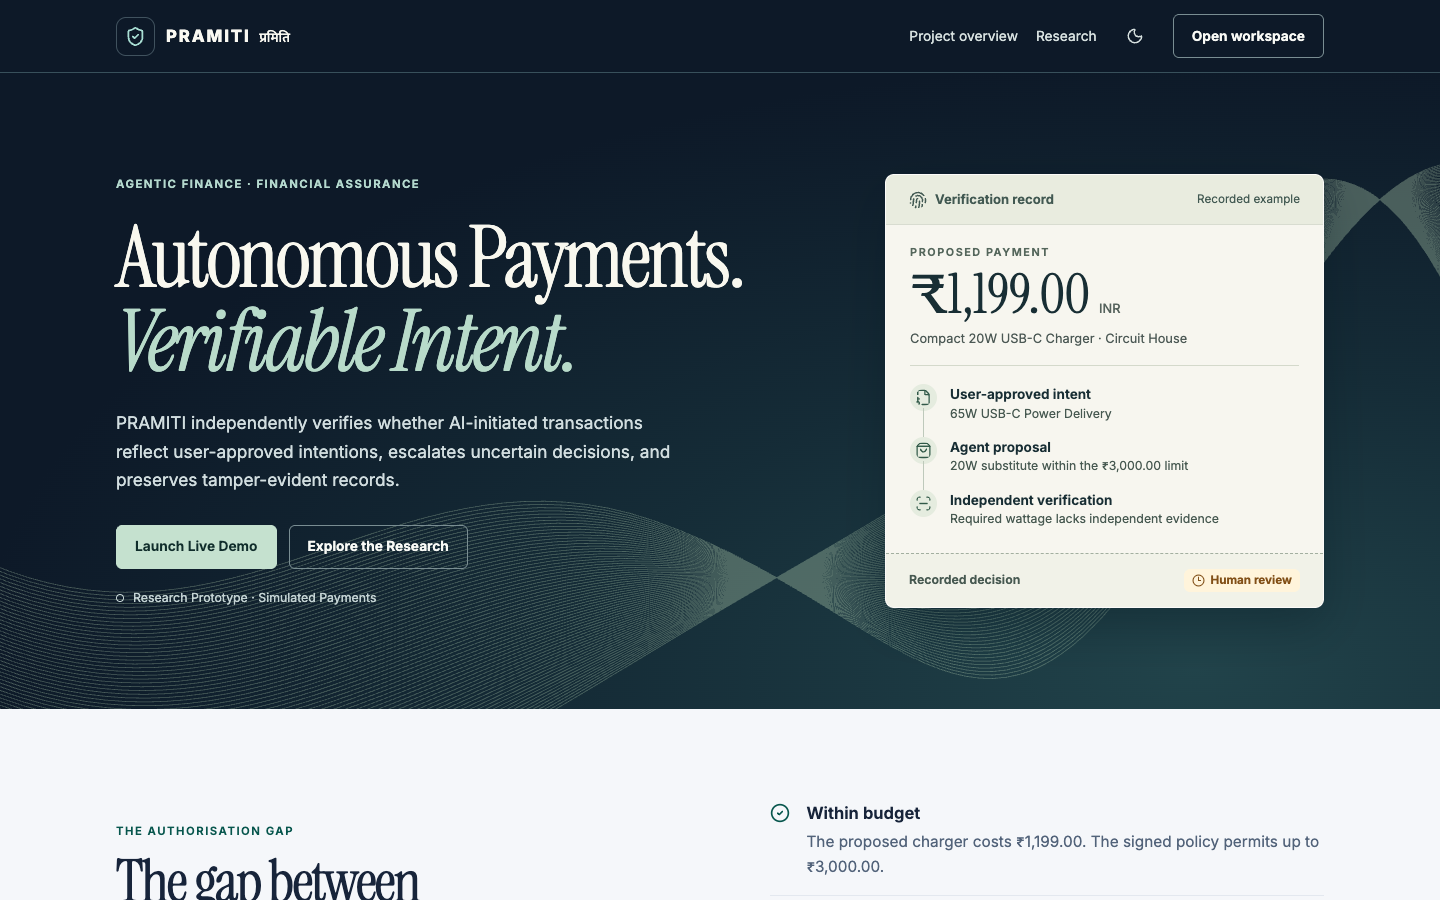 PRAMITI प्रमिति
Project overview Research Open workspace
AGENTIC FINANCE · FINANCIAL ASSURANCE
Autonomous Payments.
Verifiable Intent.
PRAMITI independently verifies whether AI-initiated transactions
reflect user-approved intentions, escalates uncertain decisions, and
preserves tamper-evident records.
Launch Live Demo Explore the Research
Research Prototype · Simulated Payments
Verification record Recorded example
PROPOSED PAYMENT
₹1,199.00 INR
Compact 20W USB-C Charger · Circuit House
User-approved intent
65W USB-C Power Delivery
Agent proposal
20W substitute within the ₹3,000.00 limit
Independent verification
Required wattage lacks independent evidence
Recorded decision Human review
THE AUTHORISATION GAP
The gap between
Within budget
The proposed charger costs ₹1,199.00. The signed policy permits up to
₹3,000.00.